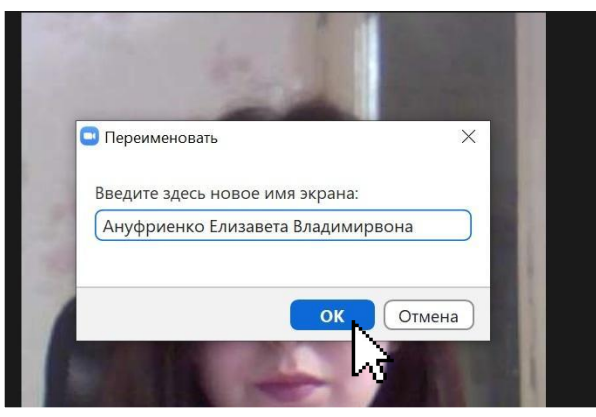 Переименовать
Введите здесь новое имя экрана:
Ануфриенко Елизавета Владимирвона
ОК
Отмена